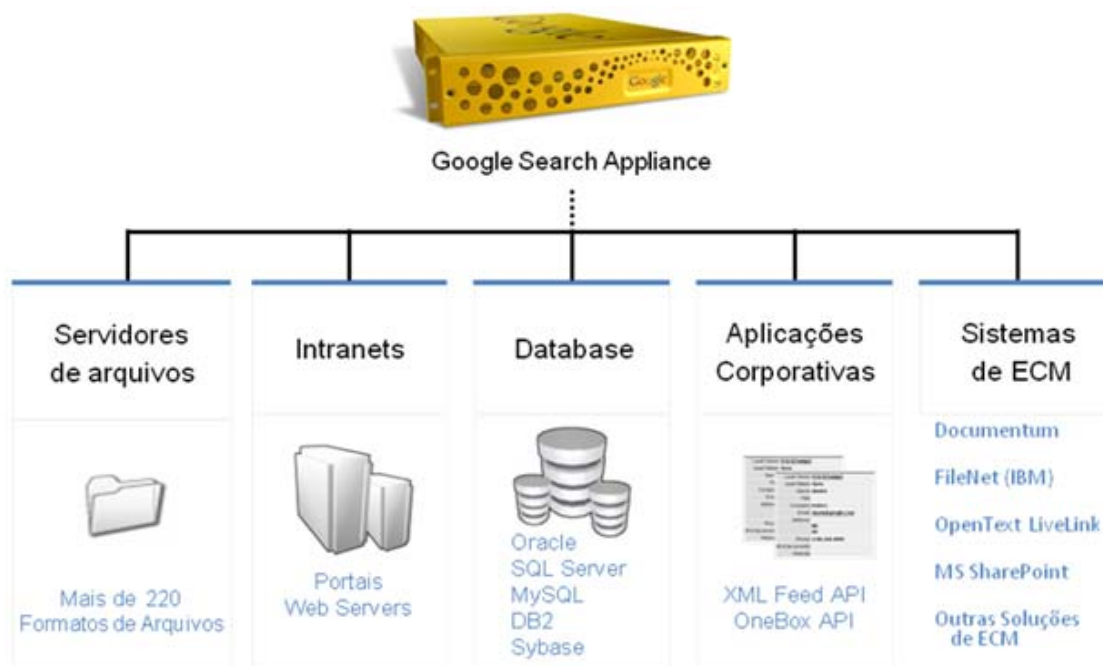 Google
Google Search Appliance
Servidores
de arquivos
Mais de 220
Formatos de Arquivos
Intranets
Portais
Web Servers
Database
Oracle
SQL Server
MySQL
DB2
Sybase
Aplicações
Corporativas
XML Feed API
OneBox API
Sistemas
de ECM
Documentum
FileNet (IBM)
OpenText LiveLink
MS SharePoint
Outras Soluções
de ECM